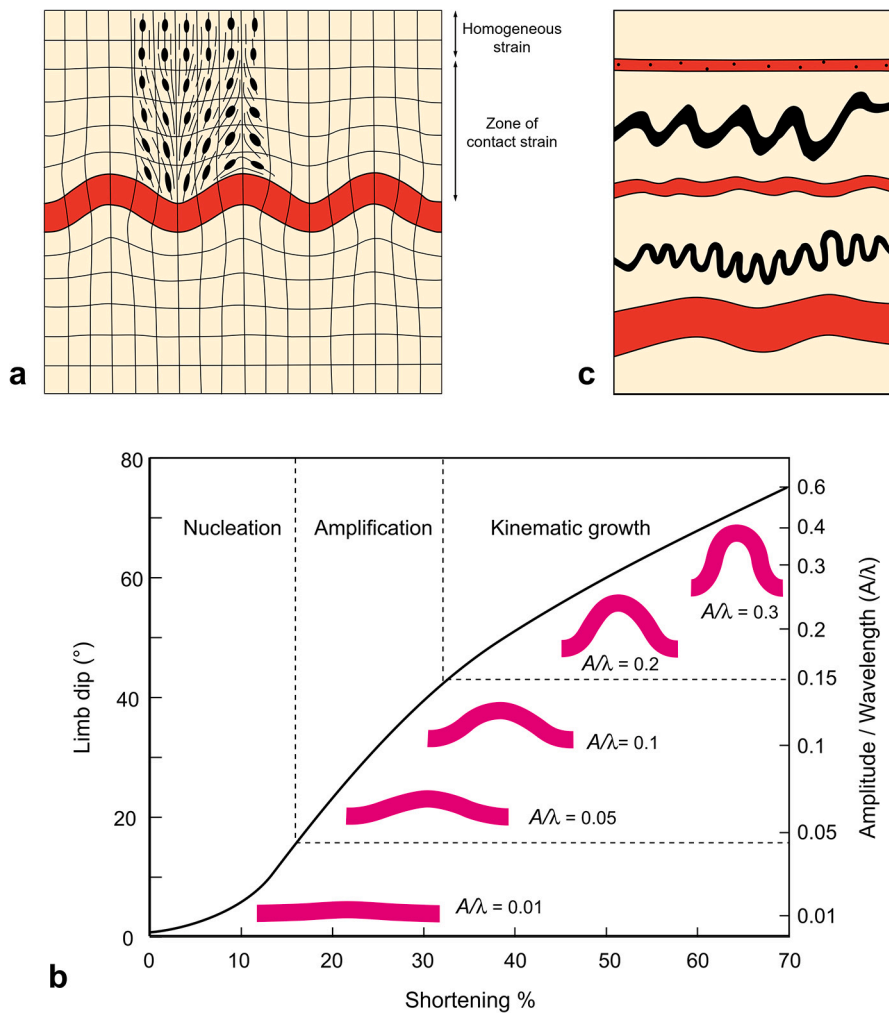 Homogeneous
strain
Zone of
contact strain
a
c
80
60
40
20
0
Limb dip (°)
Nucleation
Amplification
Kinematic growth
A/λ = 0.3
A/λ = 0.2
A/λ = 0.1
A/λ = 0.05
A/λ = 0.01
0.6
0.4
0.3
0.2
0.15
0.1
0.05
0.01
Amplitude / Wavelength (A/λ)
0
10
20
30
40
50
60
70
b
Shortening %